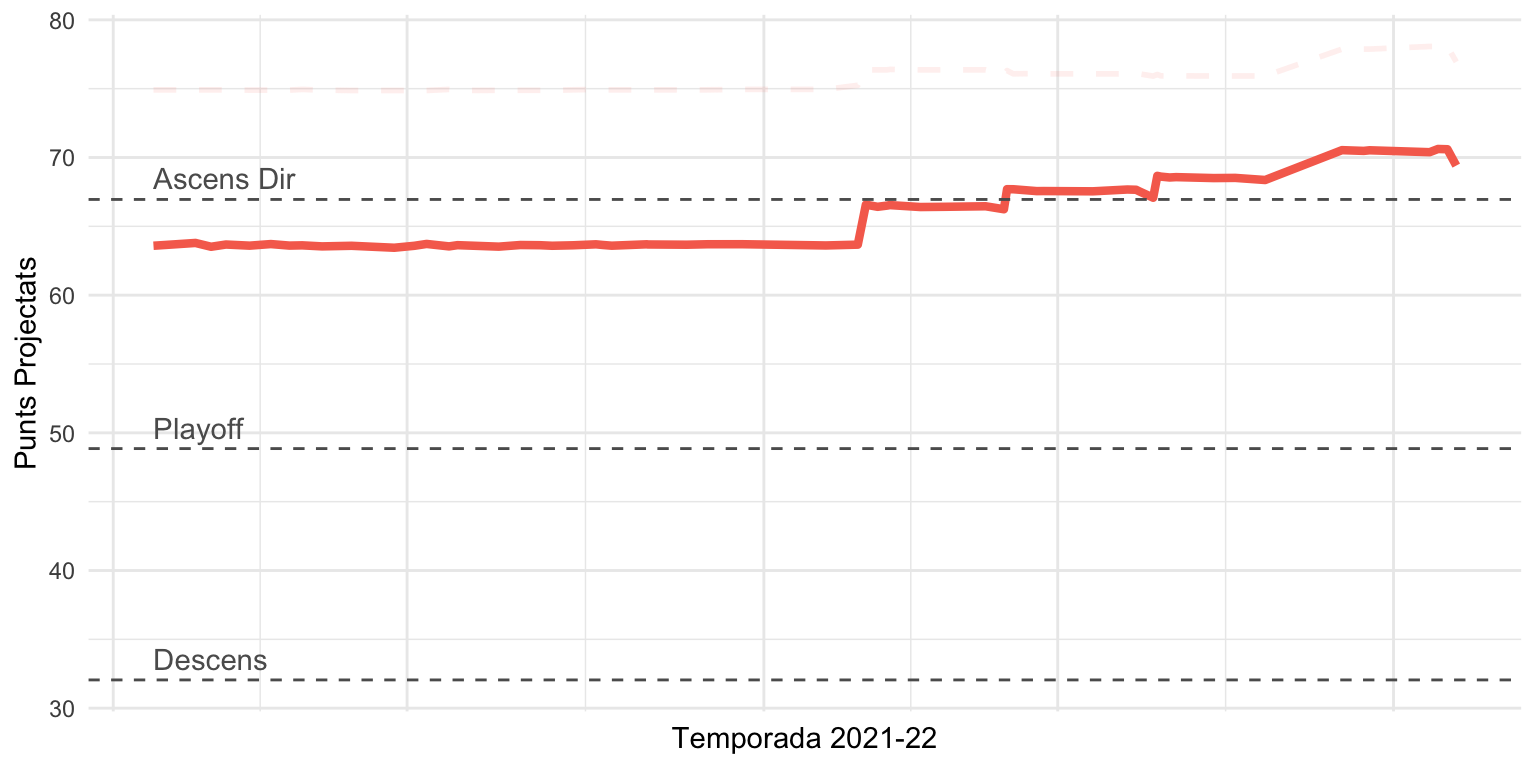 80
70
60
50
40
30
Punts Projectats
Ascens Dir
Playoff
Descens
Temporada 2021-22